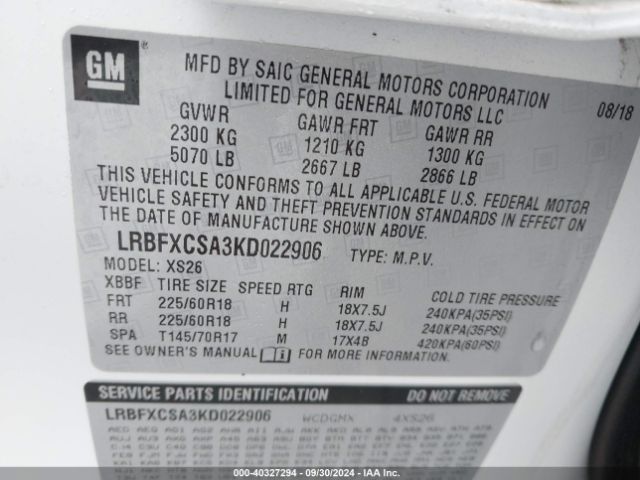 GM
MFD BY SAIC GENERAL MOTORS CORPORATION
LIMITED FOR GENERAL MOTORS LLC
08/18
GVWR GAWR FRT GAWR RR
2300 KG 1210 KG 1300 KG
5070 LB 2667 LB 2866 LB
THIS VEHICLE CONFORMS TO ALL APPLICABLE U.S. FEDERAL MOTOR
VEHICLE SAFETY AND THEFT PREVENTION STANDARDS IN EFFECT ON
THE DATE OF MANUFACTURE SHOWN ABOVE.
LRBFXCSA3KD022906 TYPE: M.P.V.
MODEL: XS26
XBBF TIRE SIZE SPEED RTG RIM COLD TIRE PRESSURE
FRT 225/60R18 H 18X7.5J 240KPA(35PSI)
RR 225/60R18 H 18X7.5J 240KPA(35PSI)
SPA T145/70R17 M 17X4B 420KPA(60PSI)
SEE OWNER'S MANUAL FOR MORE INFORMATION
SERVICE PARTS IDENTIFICATION DO NOT REMOVE
LRBFXCSA3KD022906 WCDGMX 4XS26
© IAA - Stock#: 40327294 - (09/30/2024) - www.iaai.com